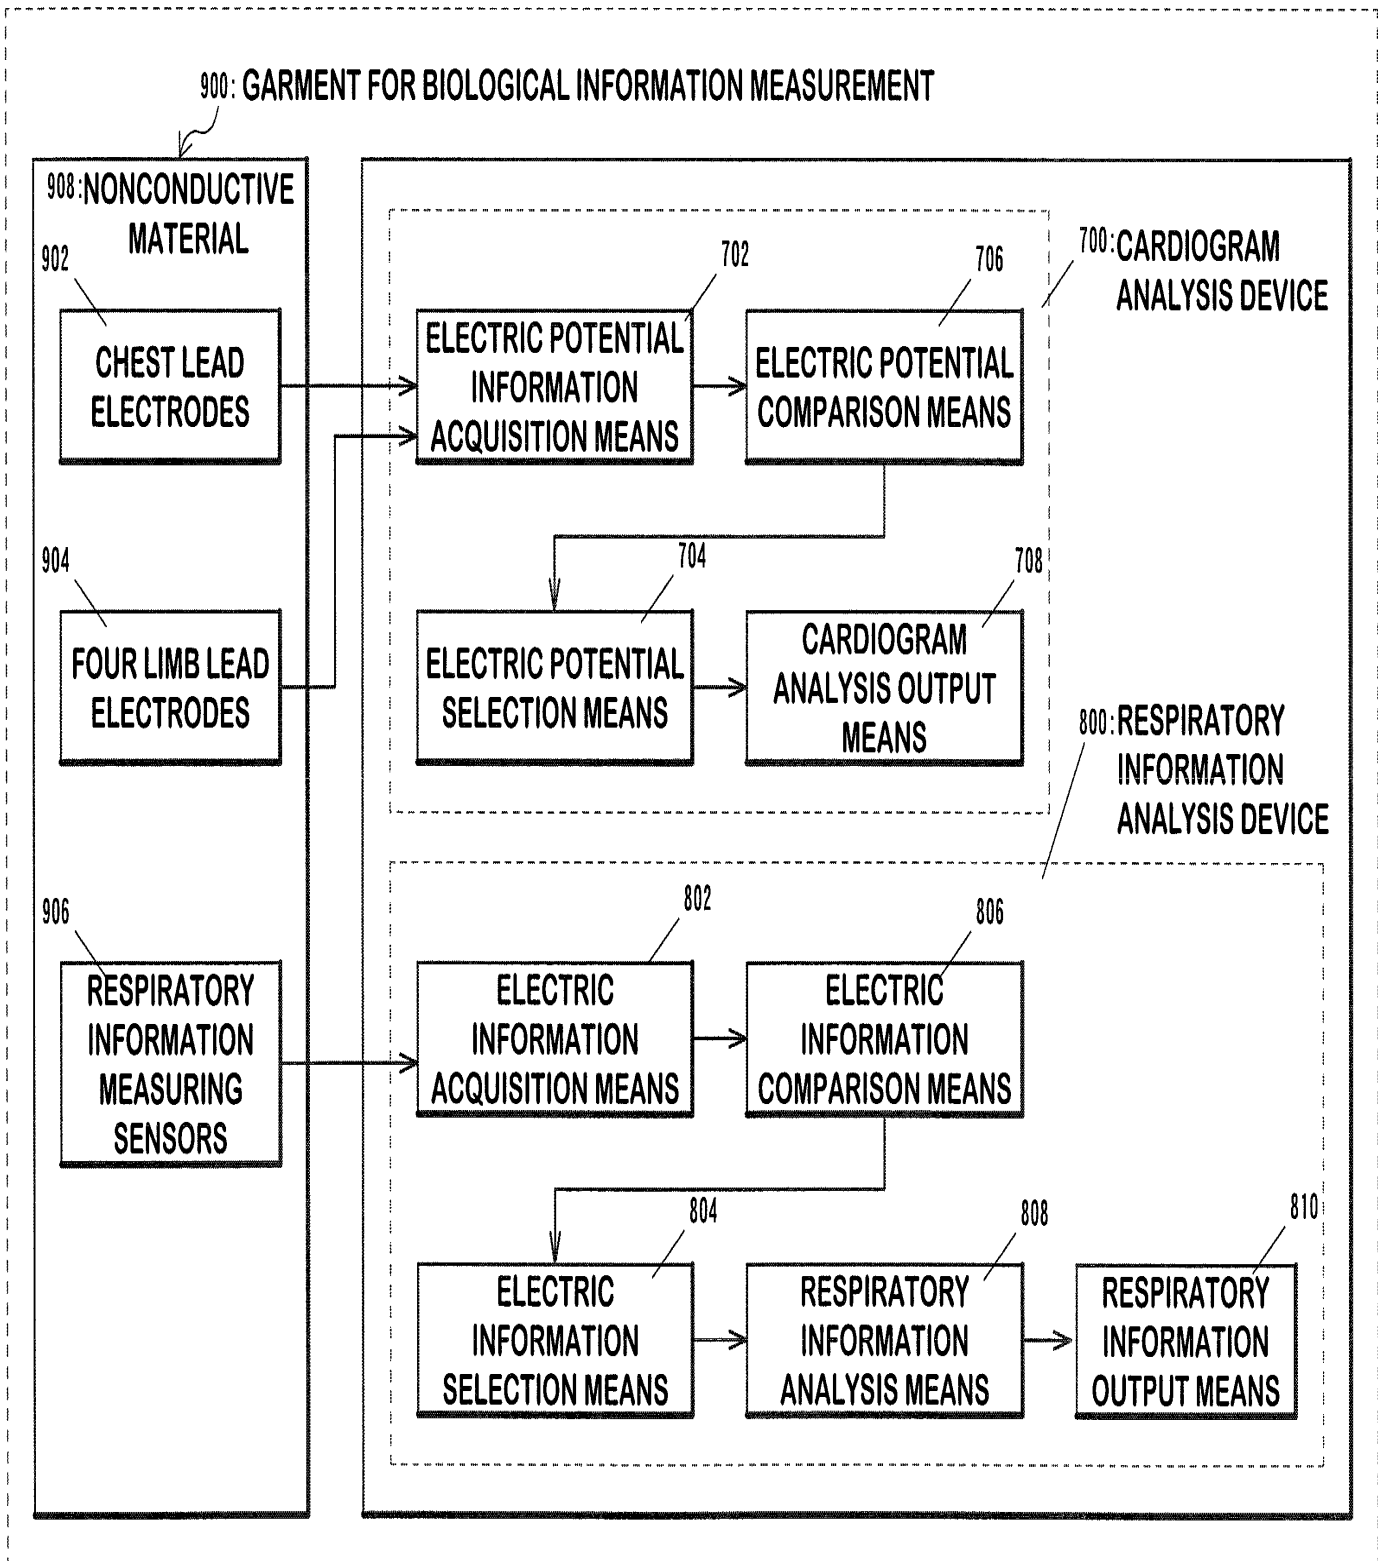 900: GARMENT FOR BIOLOGICAL INFORMATION MEASUREMENT
908: NONCONDUCTIVE
MATERIAL
902
CHEST LEAD
ELECTRODES
904
FOUR LIMB LEAD
ELECTRODES
906
RESPIRATORY
INFORMATION
MEASURING
SENSORS
700: CARDIOGRAM
ANALYSIS DEVICE
702
ELECTRIC POTENTIAL
INFORMATION
ACQUISITION MEANS
706
ELECTRIC POTENTIAL
COMPARISON MEANS
704
ELECTRIC POTENTIAL
SELECTION MEANS
708
CARDIOGRAM
ANALYSIS OUTPUT
MEANS
800: RESPIRATORY
INFORMATION
ANALYSIS DEVICE
802
ELECTRIC
INFORMATION
ACQUISITION MEANS
806
ELECTRIC
INFORMATION
COMPARISON MEANS
804
ELECTRIC
INFORMATION
SELECTION MEANS
808
RESPIRATORY
INFORMATION
ANALYSIS MEANS
810
RESPIRATORY
INFORMATION
OUTPUT MEANS